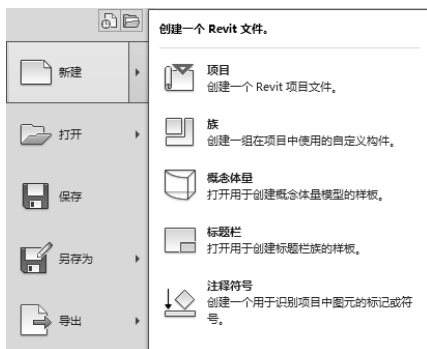 新建
打开
保存
另存为
导出
创建一个 Revit 文件。
项目
创建一个 Revit 项目文件。
族
创建一组在项目中使用的自定义构件。
概念体量
打开用于创建概念体量模型的样板。
标题栏
打开用于创建标题栏族的样板。
注释符号
创建一个用于识别项目中图元的标记或符
号。